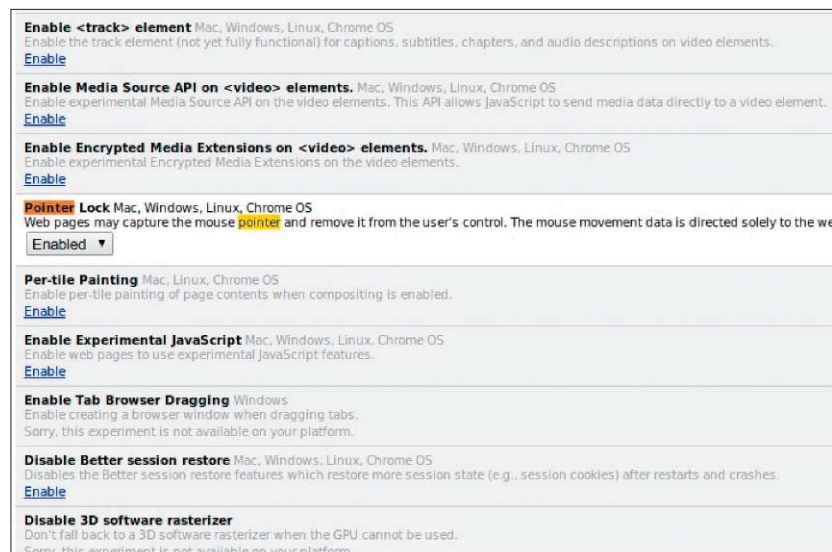 Enable <track> element Mac, Windows, Linux, Chrome OS
Enable the track element (not yet fully functional) for captions, subtitles, chapters, and audio descriptions on video elements.
Enable
Enable Media Source API on <video> elements. Mac, Windows, Linux, Chrome OS
Enable experimental Media Source API on the video elements. This API allows JavaScript to send media data directly to a video element.
Enable
Enable Encrypted Media Extensions on <video> elements. Mac, Windows, Linux, Chrome OS
Enable experimental Encrypted Media Extensions on the video elements.
Enable
Pointer Lock Mac, Windows, Linux, Chrome OS
Web pages may capture the mouse pointer and remove it from the user's control. The mouse movement data is directed solely to the we
Enabled ▼
Per-tile Painting Mac, Linux, Chrome OS
Enable per-tile painting of page contents when compositing is enabled.
Enable
Enable Experimental JavaScript Mac, Windows, Linux, Chrome OS
Enable web pages to use experimental JavaScript features.
Enable
Enable Tab Browser Dragging Windows
Enable creating a browser window when dragging tabs.
Sorry, this experiment is not available on your platform.
Disable Better session restore Mac, Windows, Linux, Chrome OS
Disables the Better session restore features which restore more session state (e.g., session cookies) after restarts and crashes.
Enable
Disable 3D software rasterizer
Don't fall back to a 3D software rasterizer when the GPU cannot be used.
Sorry, this experiment is not available on your platform.